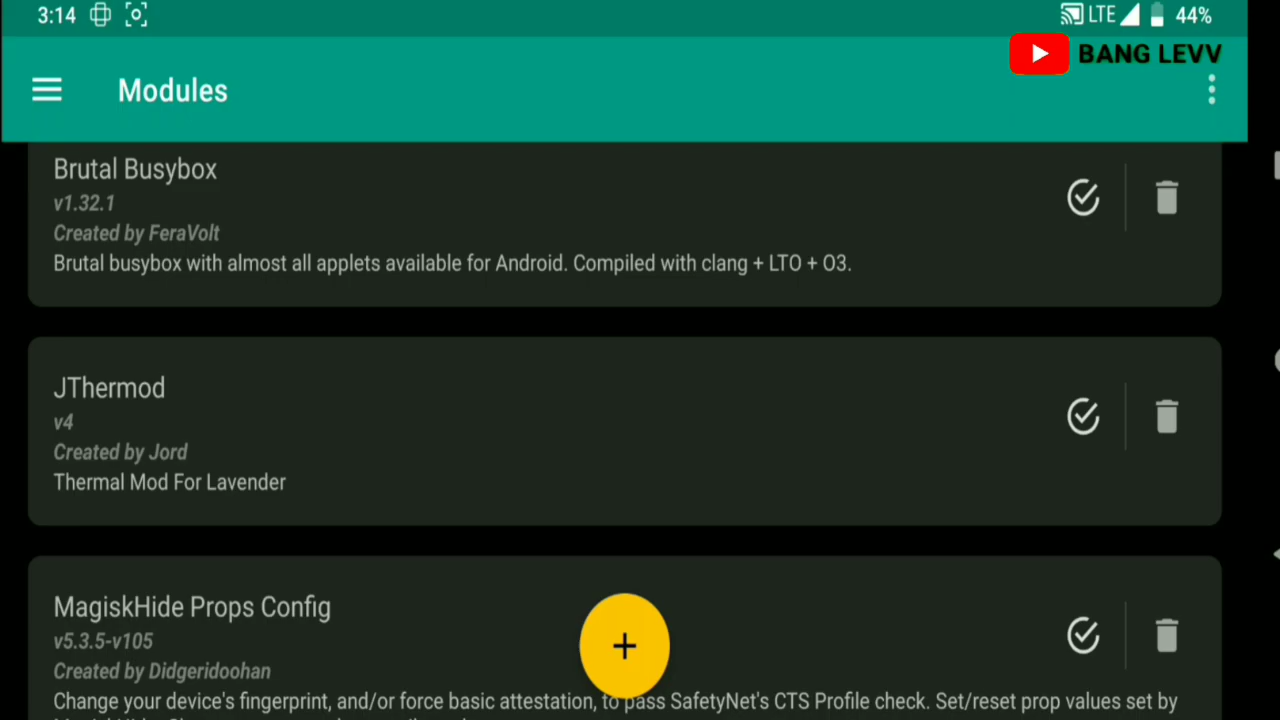 3:14
LTE 44%
BANG LEVV
Modules
Brutal Busybox
v1.32.1
Created by FeraVolt
Brutal busybox with almost all applets available for Android. Compiled with clang + LTO + O3.
JThermod
v4
Created by Jord
Thermal Mod For Lavender
MagiskHide Props Config
v5.3.5-v105
Created by Didgeridoohan
Change your device's fingerprint, and/or force basic attestation, to pass SafetyNet's CTS Profile check. Set/reset prop values set by